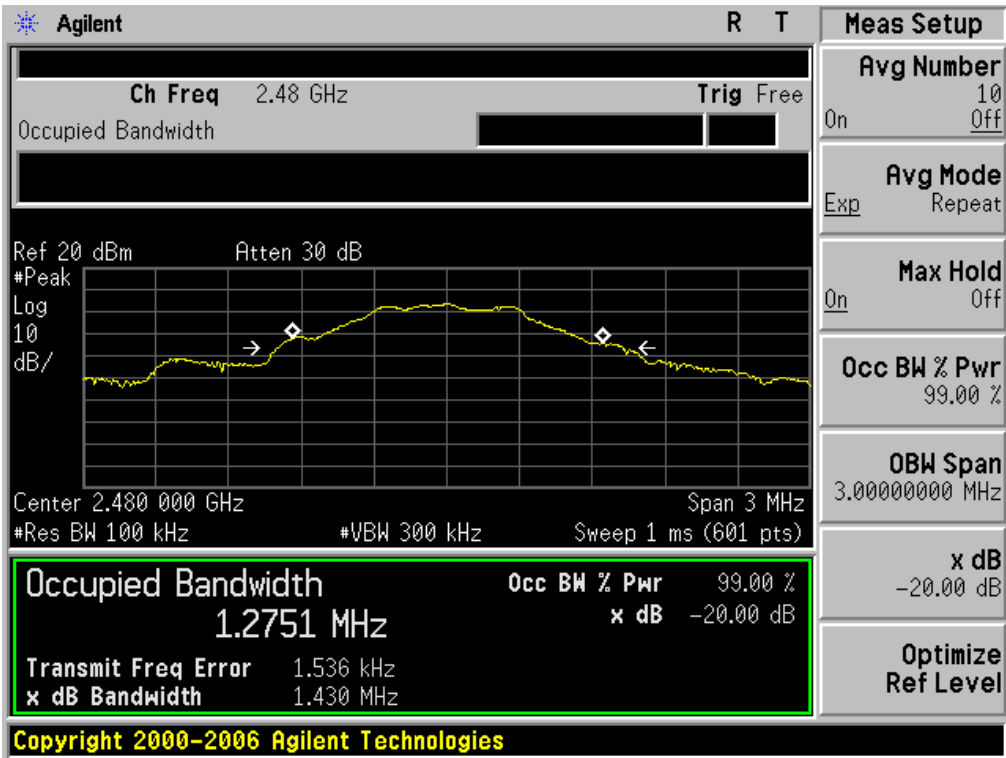 Agilent R T
Meas Setup
Ch Freq 2.48 GHz Trig Free
Occupied Bandwidth
Ref 20 dBm Atten 30 dB
#Peak
Log
10
dB/
Center 2.480 000 GHz Span 3 MHz
#Res BW 100 kHz #VBW 300 kHz Sweep 1 ms (601 pts)
Occupied Bandwidth Occ BW % Pwr 99.00 %
1.2751 MHz x dB -20.00 dB
Transmit Freq Error 1.536 kHz
x dB Bandwidth 1.430 MHz
Copyright 2000-2006 Agilent Technologies
Avg Number
10
On Off
Avg Mode
Exp Repeat
Max Hold
On Off
Occ BW % Pwr
99.00 %
OBW Span
3.00000000 MHz
x dB
-20.00 dB
Optimize
Ref Level